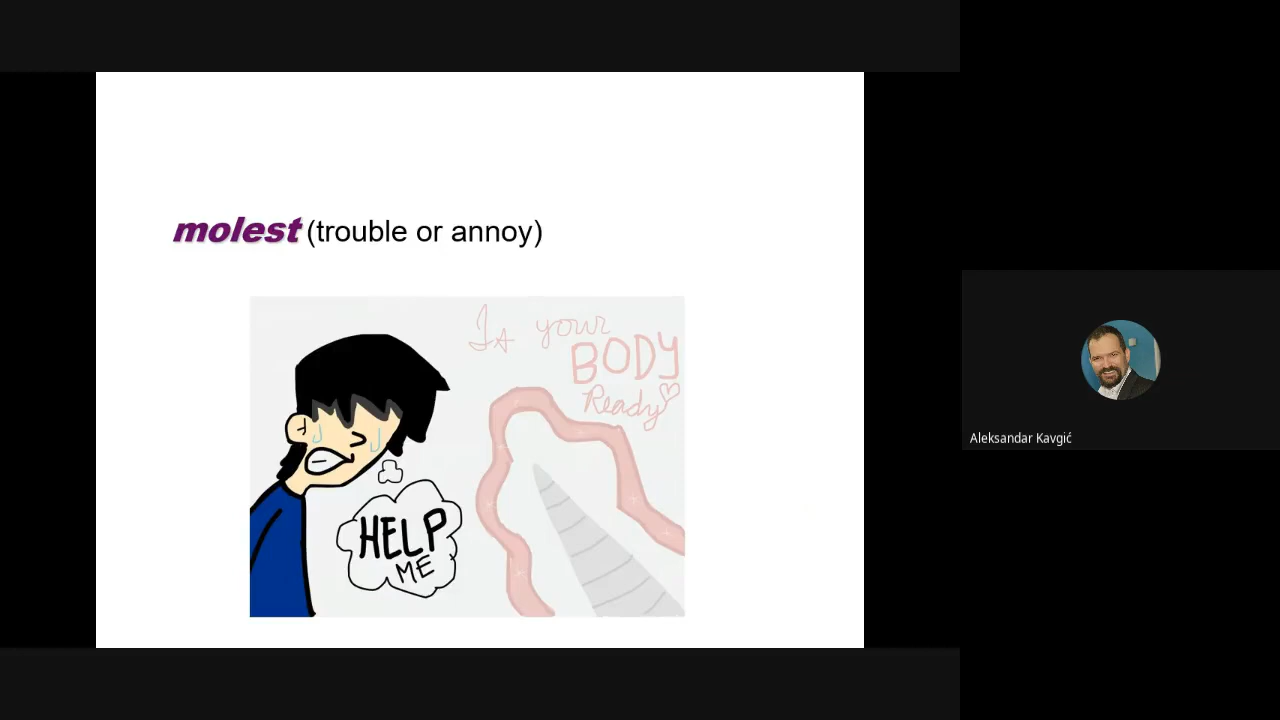 molest (trouble or annoy)
Is your
BODY
Ready
HELP
ME
Aleksandar Kavgić